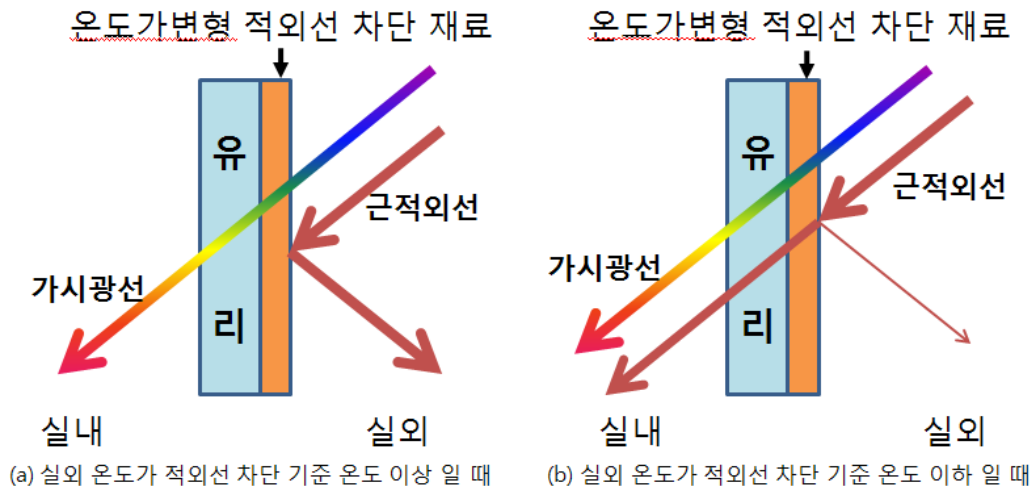 온도가변형 적외선 차단 재료
유
리
근적외선
가시광선
실내
실외
(a) 실외 온도가 적외선 차단 기준 온도 이상 일 때
온도가변형 적외선 차단 재료
유
리
근적외선
가시광선
실내
실외
(b) 실외 온도가 적외선 차단 기준 온도 이하 일 때